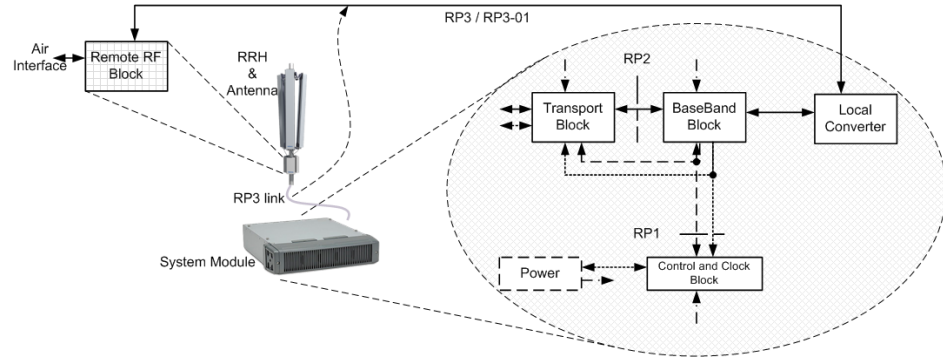 RP3 / RP3-01
Air
Interface
Remote RF
Block
RRH
&
Antenna
RP3 link
System Module
RP2
Transport
Block
BaseBand
Block
Local
Converter
RP1
Power
Control and Clock
Block